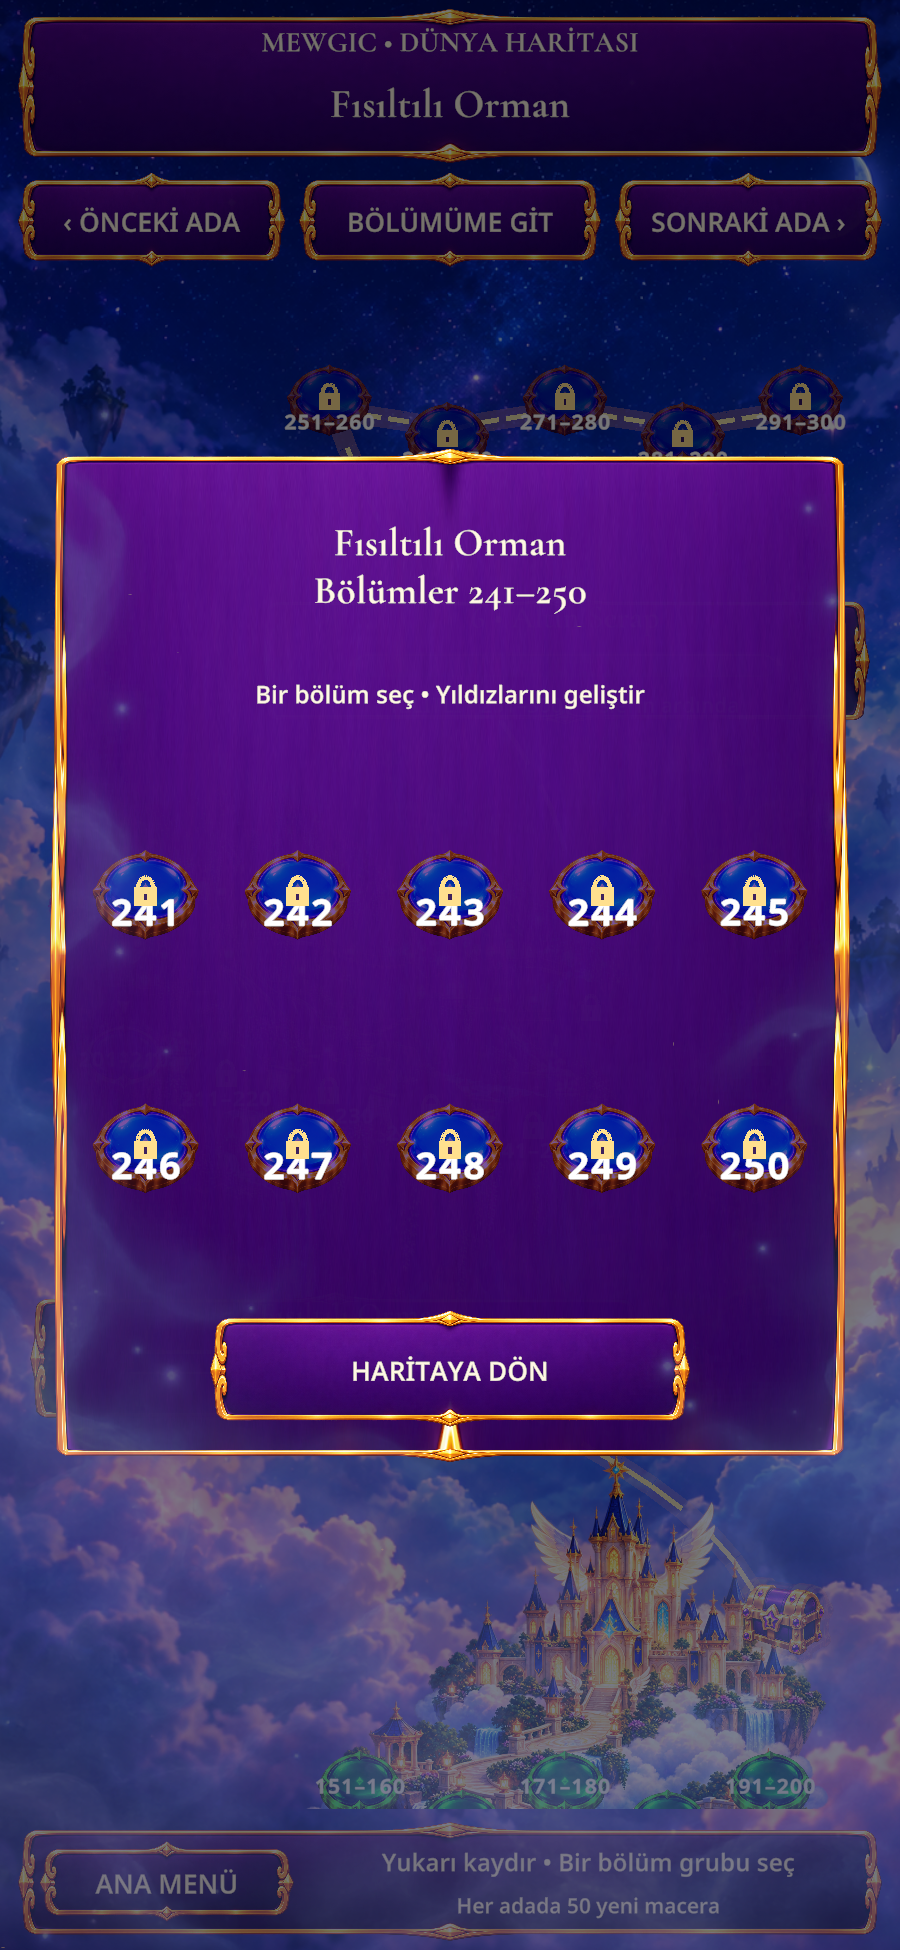 MEWGIC • DÜNYA HARİTASI
Fısıltılı Orman
‹ ÖNCEKİ ADA
BÖLÜMÜME GİT
SONRAKİ ADA ›
251–260
271–280
291–300
Fısıltılı Orman
Bölümler 241–250
Bir bölüm seç • Yıldızlarını geliştir
241
242
243
244
245
246
247
248
249
250
HARİTAYA DÖN
151–160
171–180
191–200
ANA MENÜ
Yukarı kaydır • Bir bölüm grubu seç
Her adada 50 yeni macera